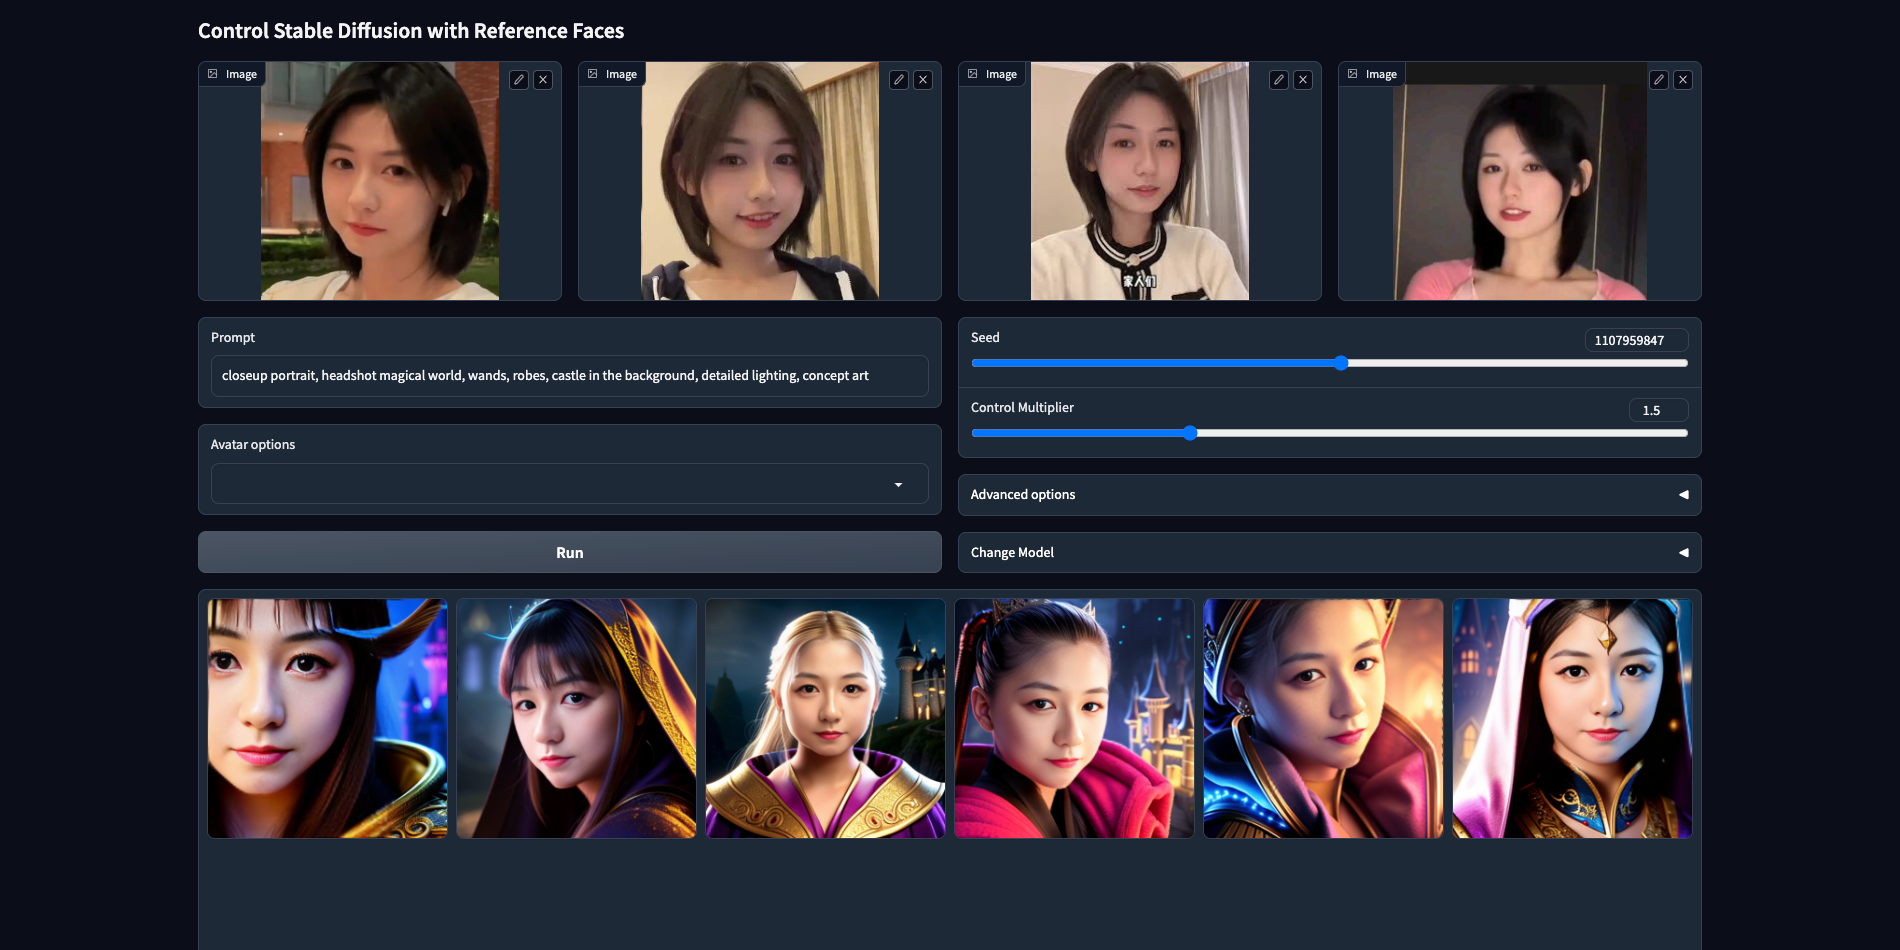 Control Stable Diffusion with Reference Faces
Image
Image
Image
Image
家人们
Prompt
closeup portrait, headshot magical world, wands, robes, castle in the background, detailed lighting, concept art
Avatar options
Run
Seed
1107959847
Control Multiplier
1.5
Advanced options
Change Model